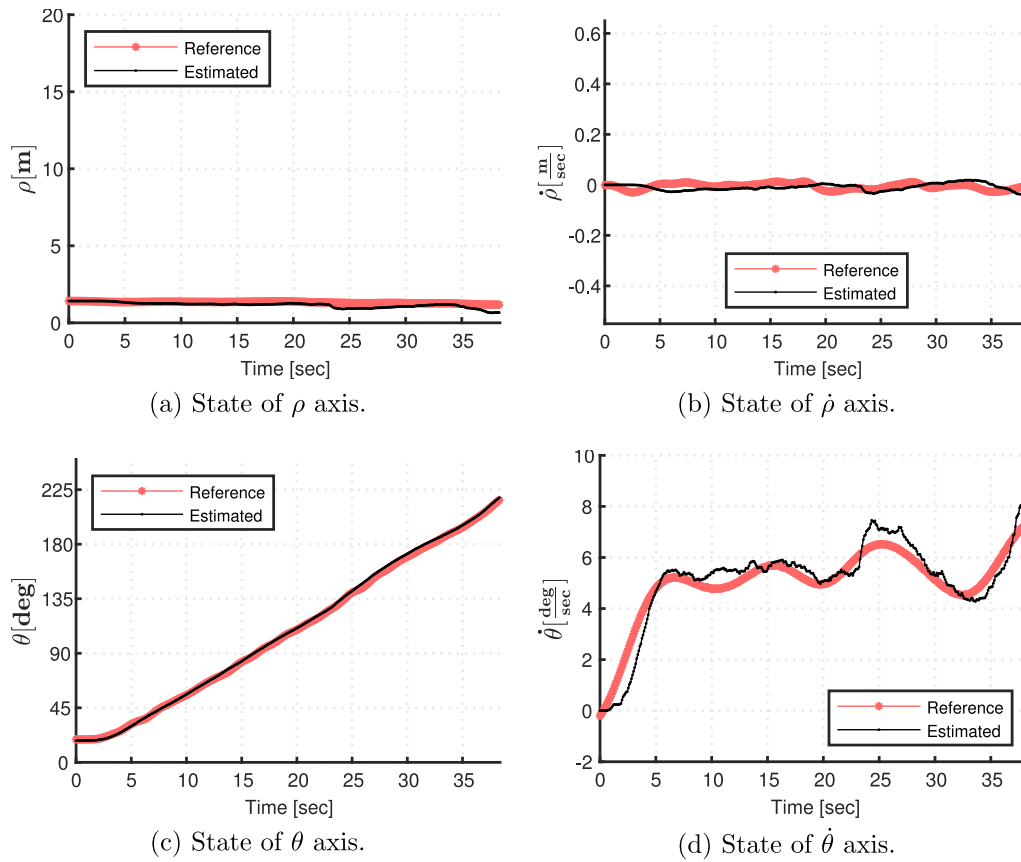 20
15
10
5
0
ρ[m]
Reference
Estimated
0 5 10 15 20 25 30 35
Time [sec]
(a) State of ρ axis.
0.6
0.4
0.2
0
-0.2
-0.4
ρ̇[m/sec]
Reference
Estimated
0 5 10 15 20 25 30 35
Time [sec]
(b) State of ρ̇ axis.
225
180
135
90
45
0
θ[deg]
Reference
Estimated
0 5 10 15 20 25 30 35
Time [sec]
(c) State of θ axis.
10
8
6
4
2
0
-2
θ̇[deg/sec]
Reference
Estimated
0 5 10 15 20 25 30 35
Time [sec]
(d) State of θ̇ axis.